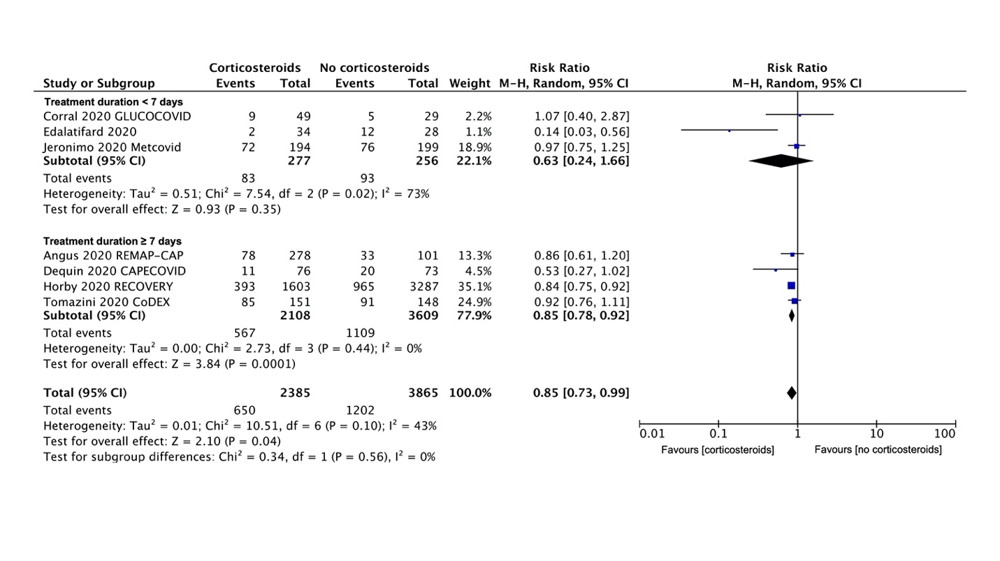 Corticosteroids No corticosteroids Risk Ratio Risk Ratio
Study or Subgroup Events Total Events Total Weight M-H, Random, 95% CI M-H, Random, 95% CI
Treatment duration < 7 days
Corral 2020 GLUCOCOVID 9 49 5 29 2.2% 1.07 [0.40, 2.87]
Edalatifard 2020 2 34 12 28 1.1% 0.14 [0.03, 0.56]
Jeronimo 2020 Metcovid 72 194 76 199 18.9% 0.97 [0.75, 1.25]
Subtotal (95% CI) 277 256 22.1% 0.63 [0.24, 1.66]
Total events 83 93
Heterogeneity: Tau² = 0.51; Chi² = 7.54, df = 2 (P = 0.02); I² = 73%
Test for overall effect: Z = 0.93 (P = 0.35)
Treatment duration ≥ 7 days
Angus 2020 REMAP-CAP 78 278 33 101 13.3% 0.86 [0.61, 1.20]
Dequin 2020 CAPECOVID 11 76 20 73 4.5% 0.53 [0.27, 1.02]
Horby 2020 RECOVERY 393 1603 965 3287 35.1% 0.84 [0.75, 0.92]
Tomazini 2020 CoDEX 85 151 91 148 24.9% 0.92 [0.76, 1.11]
Subtotal (95% CI) 2108 3609 77.9% 0.85 [0.78, 0.92]
Total events 567 1109
Heterogeneity: Tau² = 0.00; Chi² = 2.73, df = 3 (P = 0.44); I² = 0%
Test for overall effect: Z = 3.84 (P = 0.0001)
Total (95% CI) 2385 3865 100.0% 0.85 [0.73, 0.99]
Total events 650 1202
Heterogeneity: Tau² = 0.01; Chi² = 10.51, df = 6 (P = 0.10); I² = 43%
Test for overall effect: Z = 2.10 (P = 0.04)
Test for subgroup differences: Chi² = 0.34, df = 1 (P = 0.56), I² = 0%
0.01 0.1 1 10 100
Favours [corticosteroids] Favours [no corticosteroids]